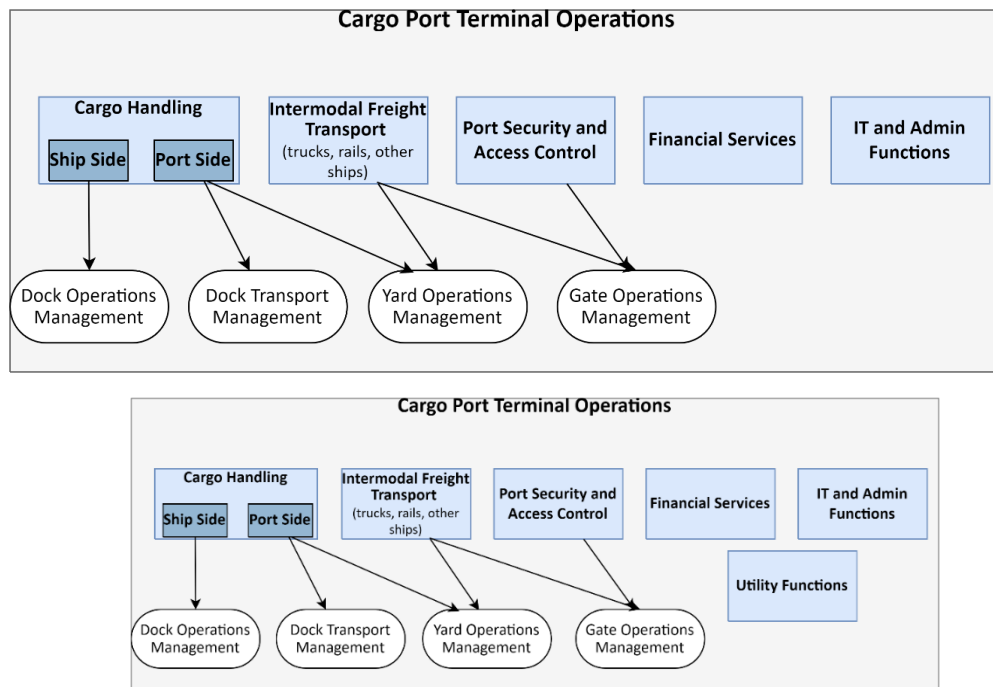 Cargo Port Terminal Operations
Cargo Handling
Ship Side
Port Side
Intermodal Freight
Transport
(trucks, rails, other
ships)
Port Security and
Access Control
Financial Services
IT and Admin
Functions
Dock Operations
Management
Dock Transport
Management
Yard Operations
Management
Gate Operations
Management
Cargo Port Terminal Operations
Cargo Handling
Ship Side
Port Side
Intermodal Freight
Transport
(trucks, rails, other
ships)
Port Security and
Access Control
Financial Services
IT and Admin
Functions
Utility Functions
Dock Operations
Management
Dock Transport
Management
Yard Operations
Management
Gate Operations
Management